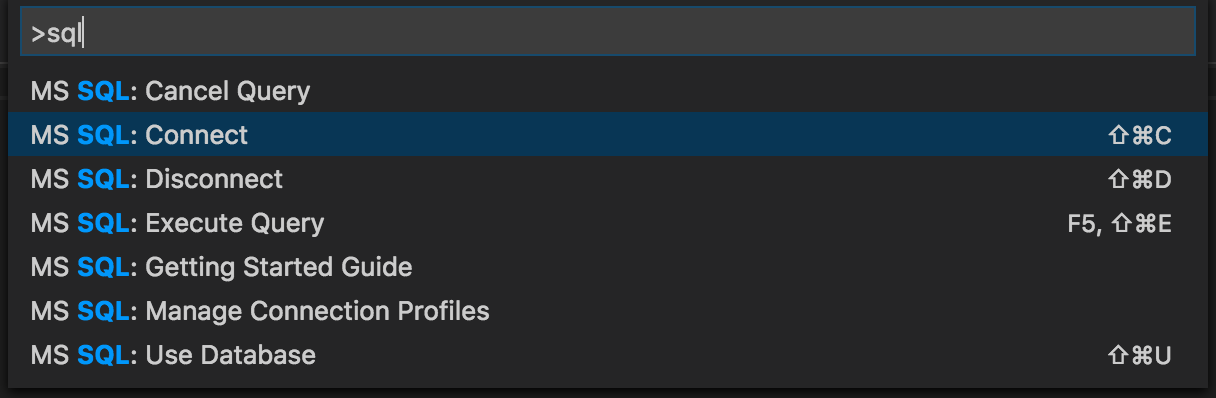 >sql
MS SQL: Cancel Query
MS SQL: Connect ⇧⌘C
MS SQL: Disconnect ⇧⌘D
MS SQL: Execute Query F5, ⇧⌘E
MS SQL: Getting Started Guide
MS SQL: Manage Connection Profiles
MS SQL: Use Database ⇧⌘U